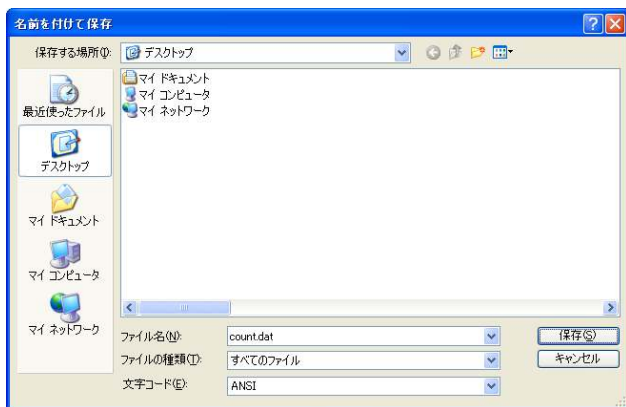 名前を付けて保存
保存する場所(I):
デスクトップ
最近使ったファイル
デスクトップ
マイ ドキュメント
マイ コンピュータ
マイ ネットワーク
マイ ドキュメント
マイ コンピュータ
マイ ネットワーク
ファイル名(N):
count.dat
保存(S)
ファイルの種類(T):
すべてのファイル
キャンセル
文字コード(E):
ANSI